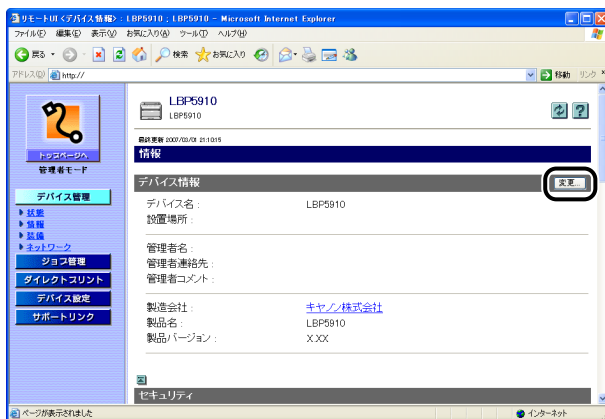 リモートUI <デバイス情報> : LBP5910 ; LBP5910 - Microsoft Internet Explorer
ファイル(F) 編集(E) 表示(V) お気に入り(A) ツール(T) ヘルプ(H)
戻る 検索 お気に入り
アドレス(D) http:// 移動 リンク
LBP5910
LBP5910
最終更新 2007/03/01 21:10:15
トップページへ
管理者モード
デバイス管理
状態
情報
装備
ネットワーク
ジョブ管理
ダイレクトプリント
デバイス設定
サポートリンク
情報
デバイス情報 変更...
デバイス名 : LBP5910
設置場所 :
管理者名 :
管理者連絡先 :
管理者コメント :
製造会社 : キヤノン株式会社
製品名 : LBP5910
製品バージョン : X.XX
セキュリティ
ページが表示されました インターネット